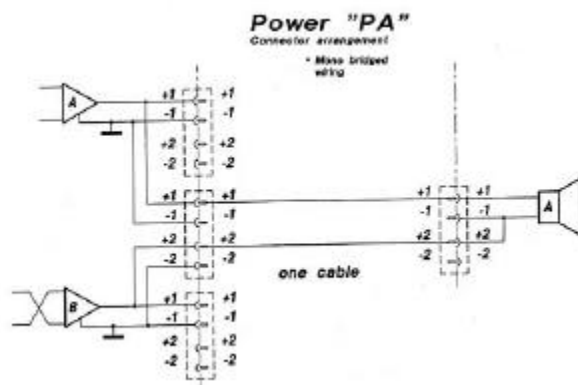 Power "PA"
Connector arrangement
* Mono bridged
wiring
A
+1 +1
-1 -1
+2 +2
-2 -2
+1 +1 +1 +1
-1 -1 -1 -1
A
+2 +2 +2 +2
-2 -2 -2 -2
one cable
B
+1 +1
-1 -1
+2 +2
-2 -2